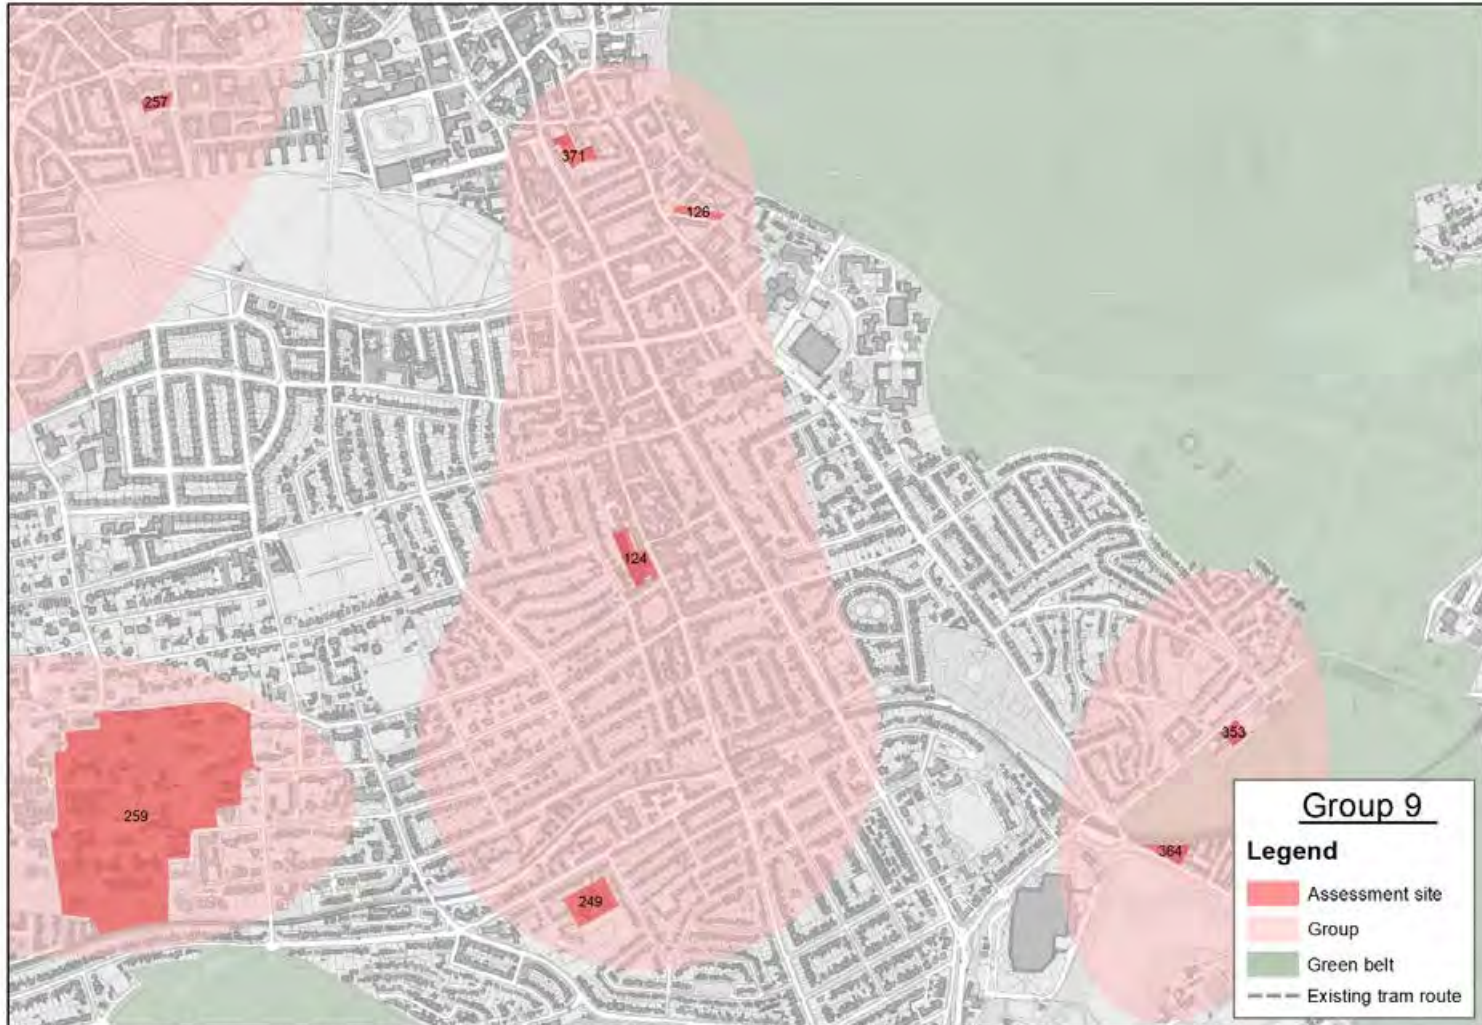 257
371
126
124
353
259
364
249
Group 9
Legend
Assessment site
Group
Green belt
Existing tram route